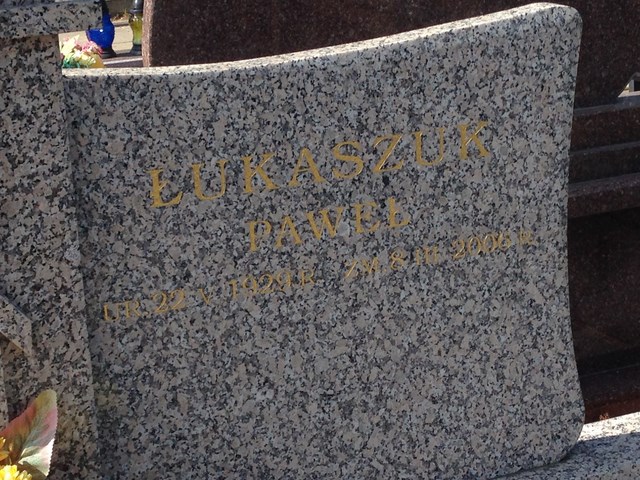 ŁUKASZUK
PAWEŁ
UR. 22 V 1929 R. ZM. 8 III 2006 R.